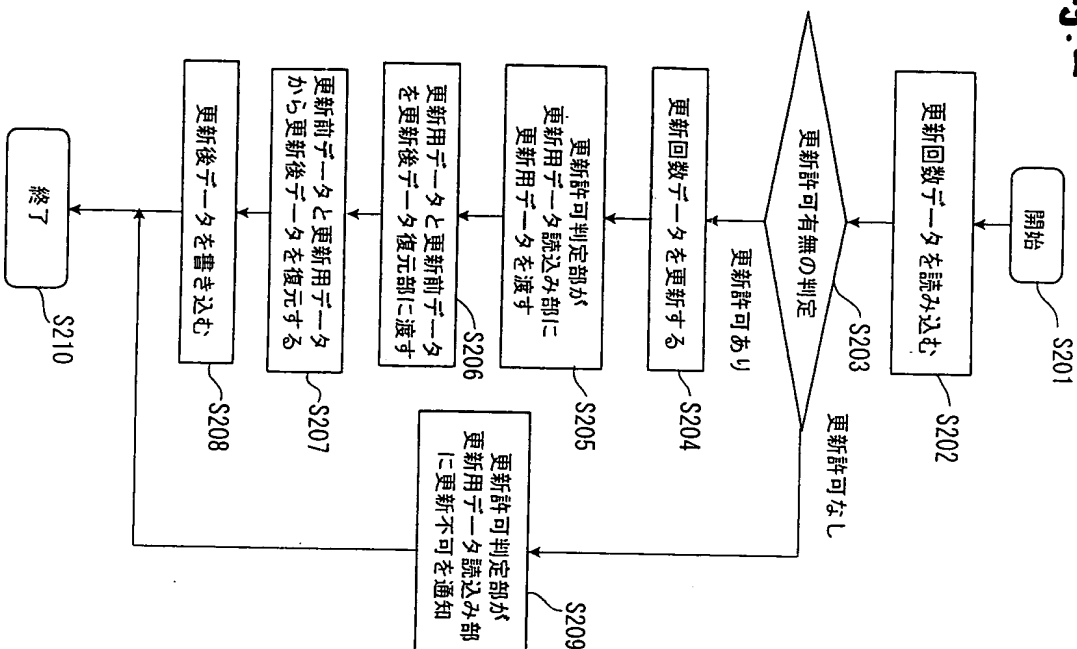 開始
S201
更新回数データを読み込む
S202
更新許可有無の判定
S203
更新許可なし
更新許可あり
更新回数データを更新する
S204
更新許可判定部が
更新用データ読込み部に
更新用データを渡す
S205
更新用データと更新前データ
を更新後データ復元部に渡す
S206
更新前データと更新用データ
から更新後データを復元する
S207
更新後データを書き込む
S208
更新許可判定部が
更新用データ読込み部
に更新不可を通知
S209
終了
S210